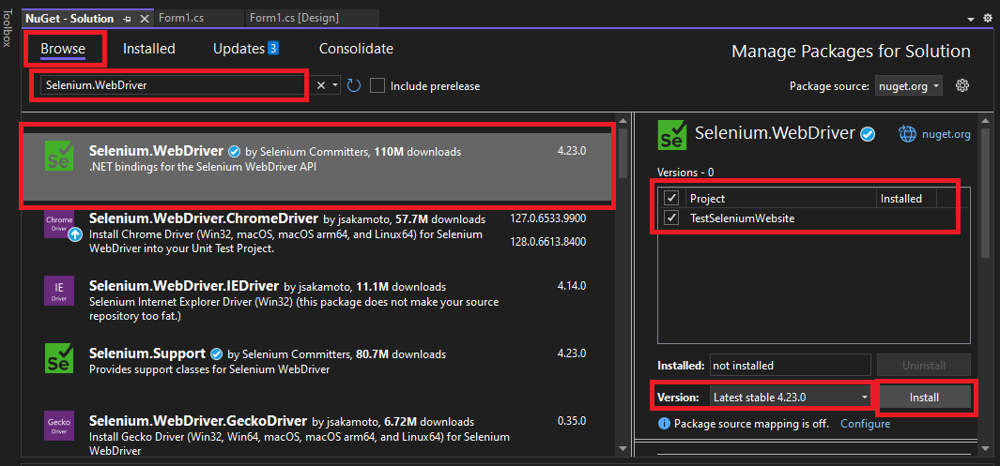 Toolbox
NuGet - Solution
Form1.cs
Form1.cs [Design]
Browse
Installed
Updates 3
Consolidate
Manage Packages for Solution
Selenium.WebDriver
Include prerelease
Package source: nuget.org
Se
Selenium.WebDriver by Selenium Committers, 110M downloads
4.23.0
.NET bindings for the Selenium WebDriver API
Chrome
Driver
Selenium.WebDriver.ChromeDriver by jsakamoto, 57.7M downloads
127.0.6533.9900
Install Chrome Driver (Win32, macOS, macOS arm64, and Linux64) for Selenium
WebDriver into your Unit Test Project.
128.0.6613.8400
IE
Driver
Selenium.WebDriver.IEDriver by jsakamoto, 11.1M downloads
4.14.0
Selenium Internet Explorer Driver (Win32) (this package does not make your source
repository too fat.)
Se
Selenium.Support by Selenium Committers, 80.7M downloads
4.23.0
Provides support classes for Selenium WebDriver
Gecko
Driver
Selenium.WebDriver.GeckoDriver by jsakamoto, 6.72M downloads
0.35.0
Install Gecko Driver (Win32, Win64, macOS, macOS arm64, and Linux64) for Selenium
WebDriver
Se
Selenium.WebDriver
nuget.org
Versions - 0
Project
Installed
TestSeleniumWebsite
Installed: not installed
Uninstall
Version: Latest stable 4.23.0
Install
Package source mapping is off. Configure